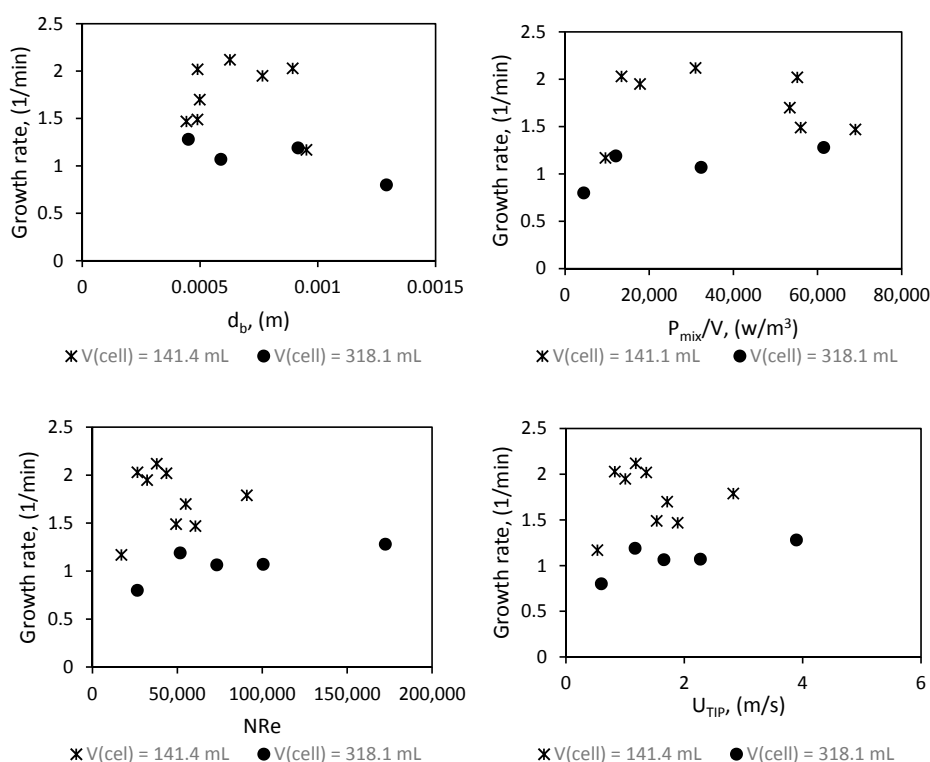 2.5
2
1.5
1
0.5
0
Growth rate, (1/min)
0 0.0005 0.001 0.0015
d_b, (m)
V(cell) = 141.4 mL V(cell) = 318.1 mL
2.5
2
1.5
1
0.5
0
Growth rate, (1/min)
0 20,000 40,000 60,000 80,000
P_mix/V, (w/m³)
V(cell) = 141.1 mL V(cell) = 318.1 mL
2.5
2
1.5
1
0.5
0
Growth rate, (1/min)
0 50,000 100,000 150,000 200,000
NRe
V(cell) = 141.4 mL V(cell) = 318.1 mL
2.5
2
1.5
1
0.5
0
Growth rate, (1/min)
0 2 4 6
U_TIP, (m/s)
V(cell) = 141.4 mL V(cell) = 318.1 mL